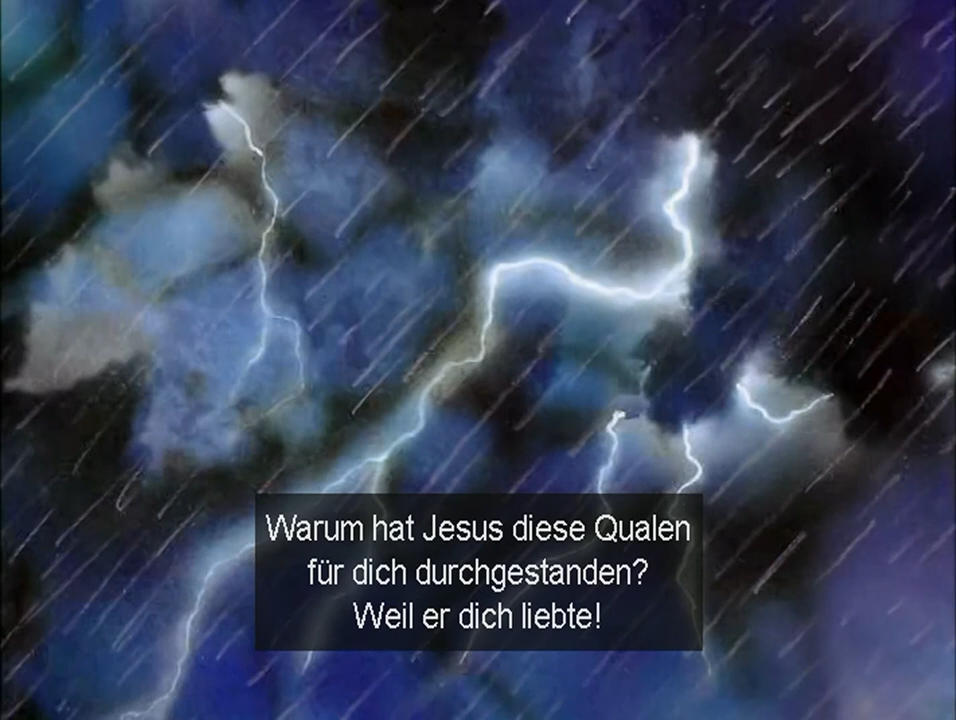 Warum hat Jesus diese Qualen
für dich durchgestanden?
Weil er dich liebte!